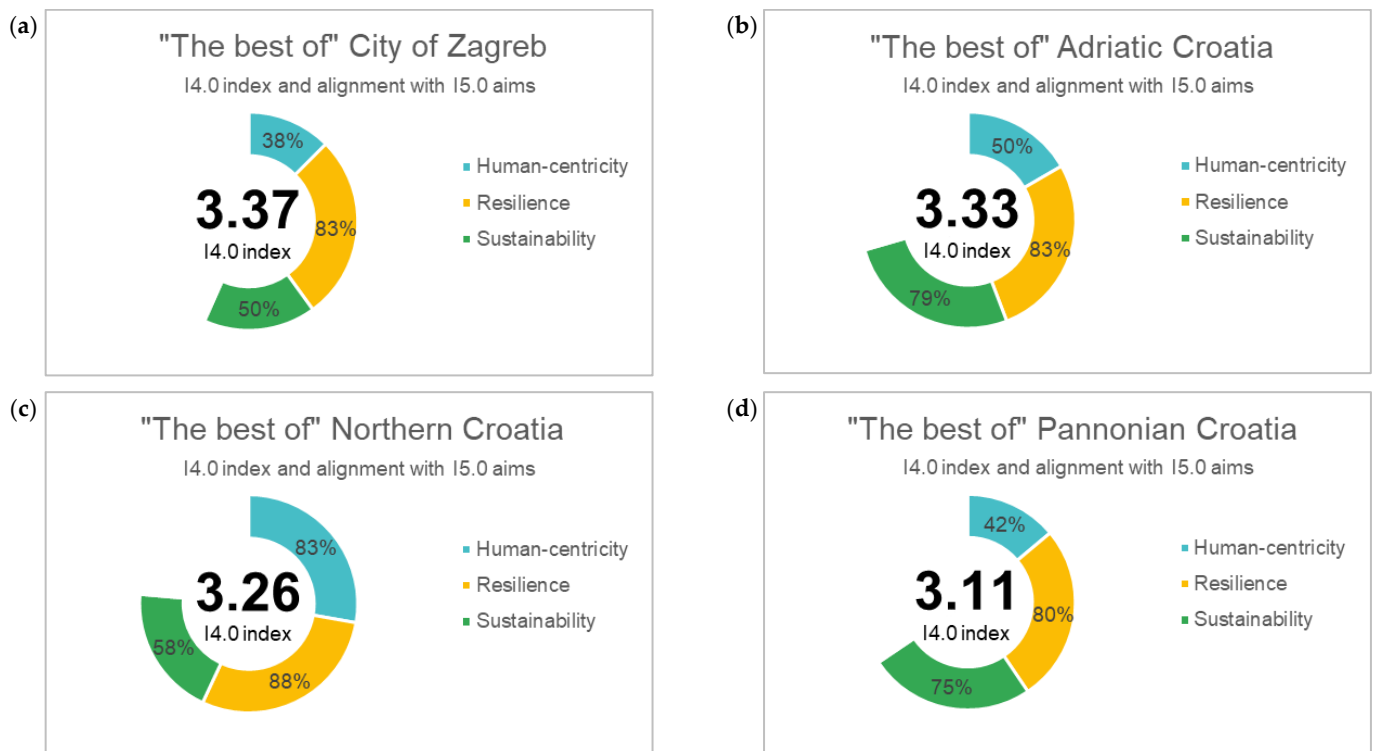 (a)
"The best of" City of Zagreb
I4.0 index and alignment with I5.0 aims
38%
83%
50%
3.37
I4.0 index
Human-centricity
Resilience
Sustainability
(b)
"The best of" Adriatic Croatia
I4.0 index and alignment with I5.0 aims
50%
83%
79%
3.33
I4.0 index
Human-centricity
Resilience
Sustainability
(c)
"The best of" Northern Croatia
I4.0 index and alignment with I5.0 aims
83%
88%
58%
3.26
I4.0 index
Human-centricity
Resilience
Sustainability
(d)
"The best of" Pannonian Croatia
I4.0 index and alignment with I5.0 aims
42%
80%
75%
3.11
I4.0 index
Human-centricity
Resilience
Sustainability